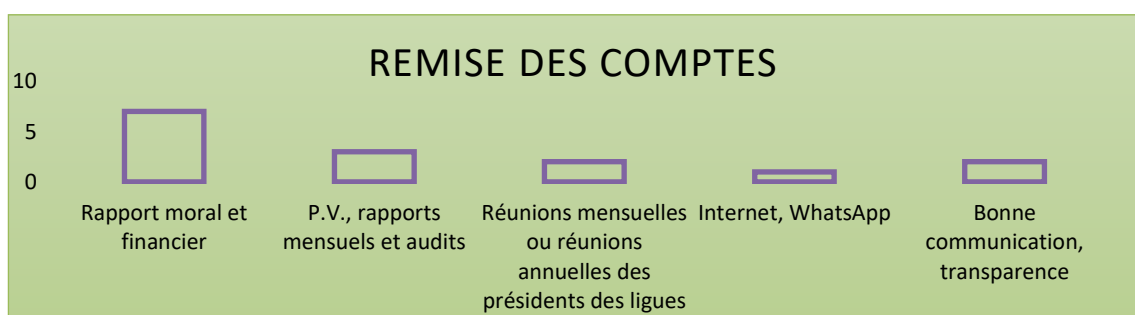 REMISE DES COMPTES
10
5
0
Rapport moral et
financier
P.V., rapports
mensuels et audits
Réunions mensuelles
ou réunions
annuelles des
présidents des ligues
Internet, WhatsApp
Bonne
communication,
transparence